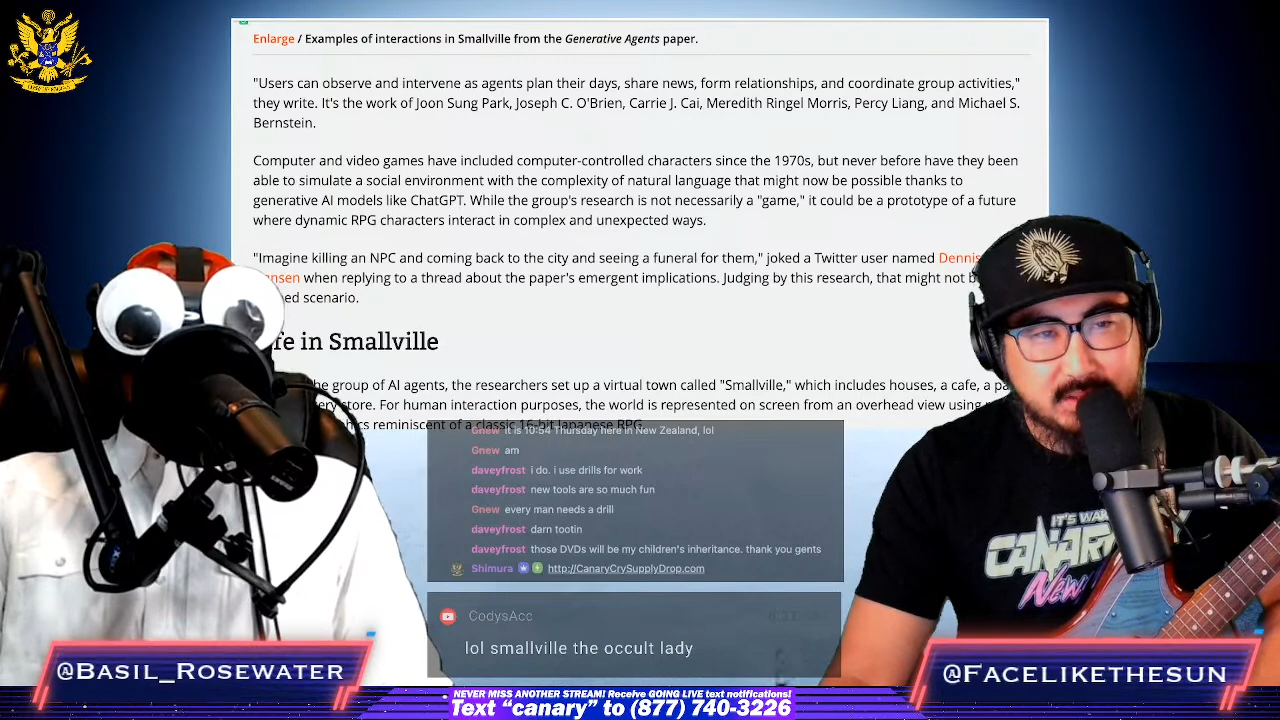 Enlarge / Examples of interactions in Smallville from the Generative Agents paper.
"Users can observe and intervene as agents plan their days, share news, form relationships, and coordinate group activities,"
they write. It's the work of Joon Sung Park, Joseph C. O'Brien, Carrie J. Cai, Meredith Ringel Morris, Percy Liang, and Michael S.
Bernstein.
Computer and video games have included computer-controlled characters since the 1970s, but never before have they been
able to simulate a social environment with the complexity of natural language that might now be possible thanks to
generative AI models like ChatGPT. While the group's research is not necessarily a "game," it could be a prototype of a future
where dynamic RPG characters interact in complex and unexpected ways.
"Imagine killing an NPC and coming back to the city and seeing a funeral for them," joked a Twitter user named Dennis
when replying to a thread about the paper's emergent implications. Judging by this research, that might not
scenario.
in Smallville
the group of AI agents, the researchers set up a virtual town called "Smallville," which includes houses, a cafe, a
store. For human interaction purposes, the world is represented on screen from an overhead view using
reminiscent of
Gnew it is 10:54 Thursday here in New Zealand, lol
Gnew am
daveyfrost i do. i use drills for work
daveyfrost new tools are so much fun
Gnew every man needs a drill
daveyfrost darn tootin
daveyfrost those DVDs will be my children's inheritance. thank you gents
Shimura http://CanaryCrySupplyDrop.com
CodysAcc
lol smallville the occult lady
IT'S
CANARY
New
@Basil_Rosewater
@Facelikethesun
MISS ANOTHER STREAM! Receive GOING LIVE text notifications!
"Canary" to (877) 740-3276